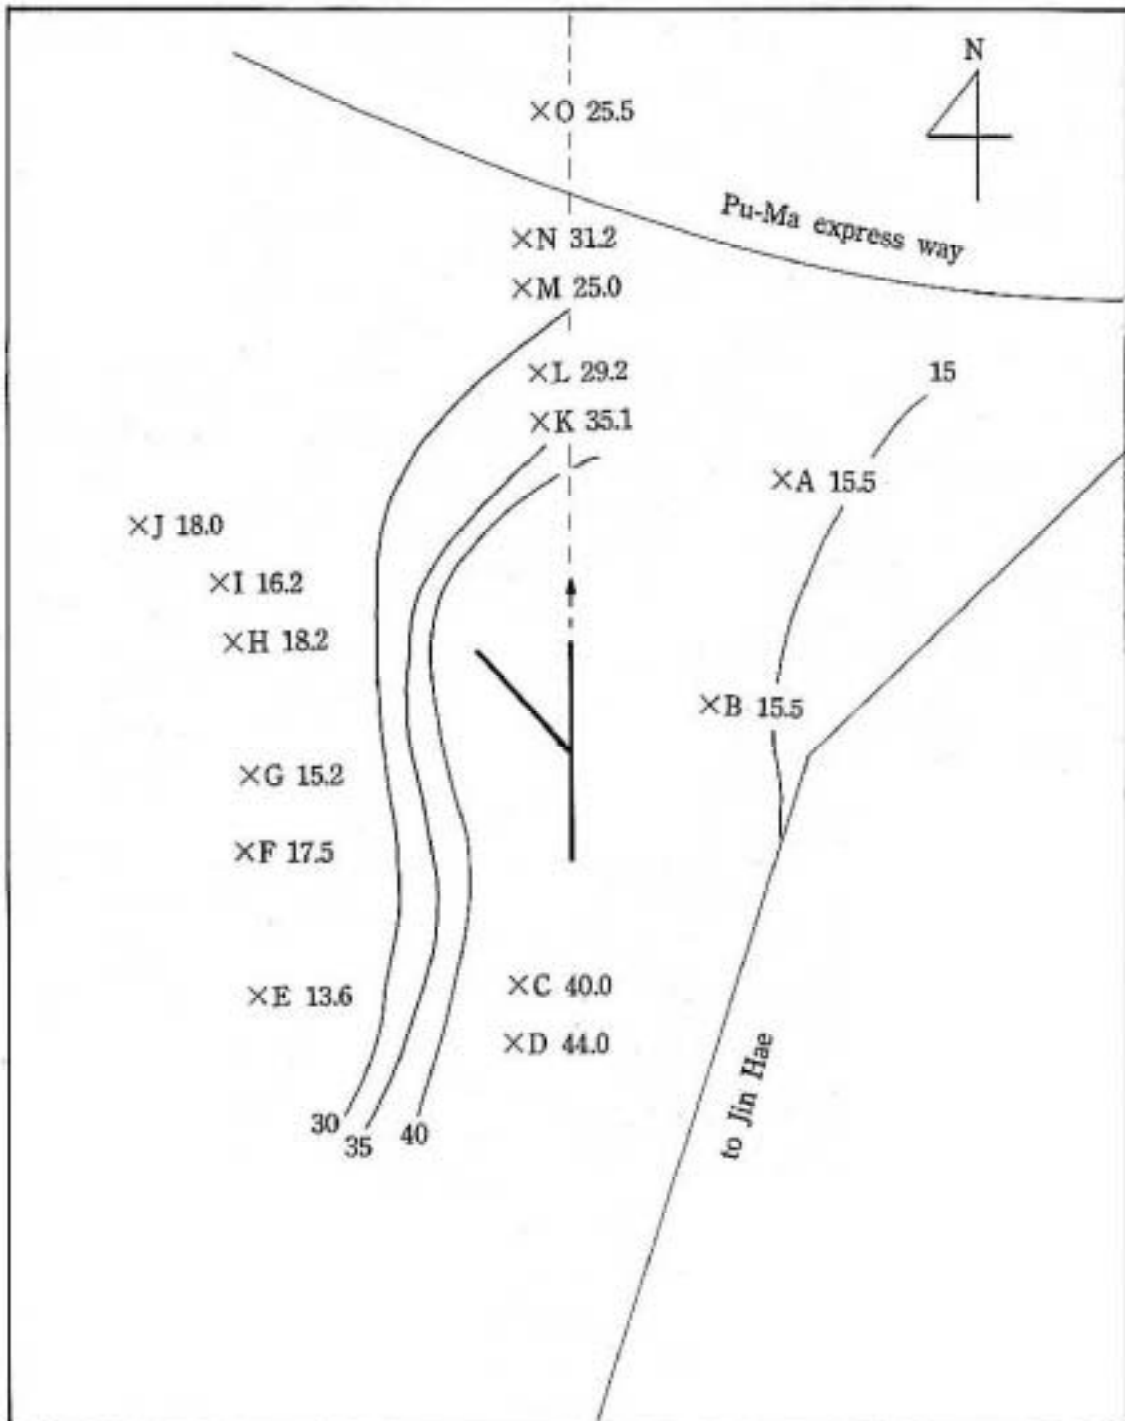 N
×O 25.5
Pu-Ma express way
×N 31.2
×M 25.0
×L 29.2
15
×K 35.1
×A 15.5
×J 18.0
×I 16.2
×H 18.2
×B 15.5
×G 15.2
×F 17.5
×C 40.0
×E 13.6
×D 44.0
to Jin Hae
30
35
40